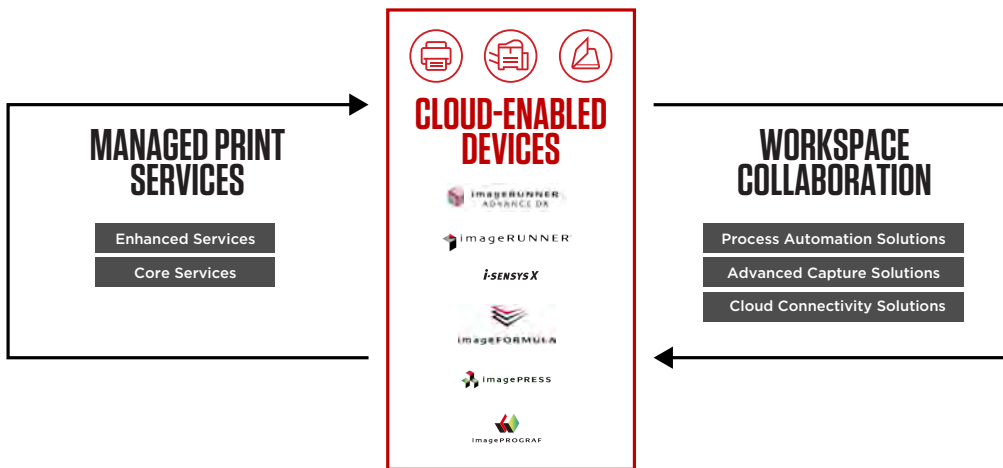 MANAGED PRINT
SERVICES
Enhanced Services
Core Services
CLOUD-ENABLED
DEVICES
imageRUNNER
ADVANCE DX
imageRUNNER
i-SENSYS X
imageFORMULA
imagePRESS
imagePROGRAF
WORKSPACE
COLLABORATION
Process Automation Solutions
Advanced Capture Solutions
Cloud Connectivity Solutions